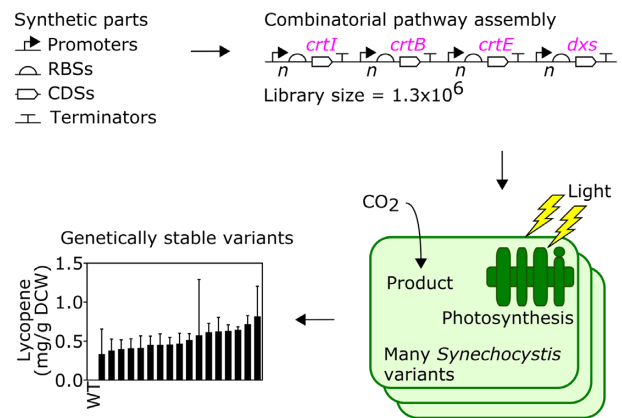 Synthetic parts
Promoters
RBSs
CDSs
Terminators
Combinatorial pathway assembly
crtI crtB crtE dxs
n n n n
Library size = 1.3x10⁶
CO₂
Light
Product
Photosynthesis
Many Synechocystis
variants
Genetically stable variants
Lycopene
(mg/g DCW)
1.5
1.0
0.5
0.0
WT